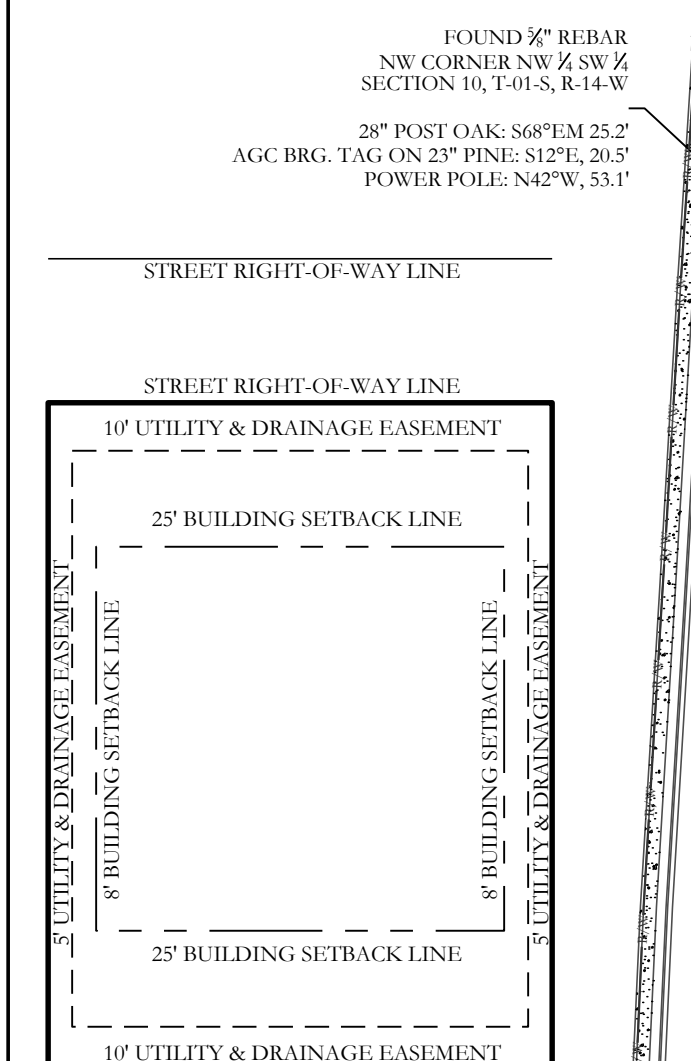 FOUND ⅝" REBAR
NW CORNER NW ¼ SW ¼
SECTION 10, T-01-S, R-14-W
28" POST OAK: S68°EM 25.2'
AGC BRG. TAG ON 23" PINE: S12°E, 20.5'
POWER POLE: N42°W, 53.1'
STREET RIGHT-OF-WAY LINE
STREET RIGHT-OF-WAY LINE
10' UTILITY & DRAINAGE EASEMENT
25' BUILDING SETBACK LINE
5' UTILITY & DRAINAGE EASEMENT
8' BUILDING SETBACK LINE
8' BUILDING SETBACK LINE
5' UTILITY & DRAINAGE EASEMENT
25' BUILDING SETBACK LINE
10' UTILITY & DRAINAGE EASEMENT